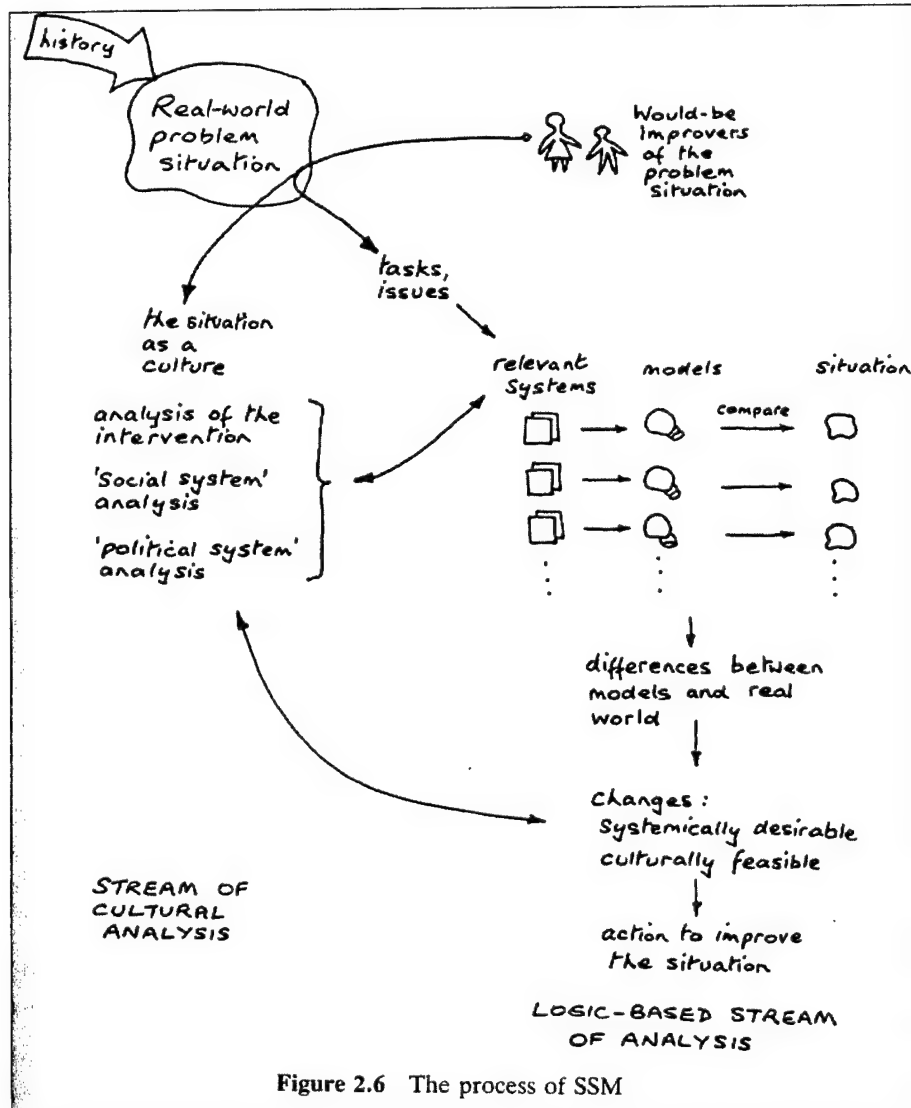 history
Real-world
problem
situation
Would-be
improvers
of the
problem
situation
tasks,
issues
the situation
as a
culture
analysis of the
intervention
'Social system'
analysis
'political system'
analysis
relevant
Systems
models
situation
compare
differences between
models and real
world
Changes:
Systemically desirable
culturally feasible
action to improve
the situation
STREAM OF
CULTURAL
ANALYSIS
LOGIC-BASED STREAM
OF ANALYSIS
Figure 2.6 The process of SSM